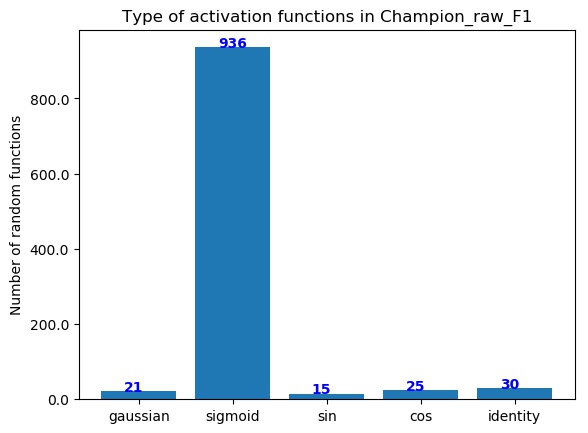 Type of activation functions in Champion_raw_F1
Number of random functions
800.0
600.0
400.0
200.0
0.0
936
21
15
25
30
gaussian
sigmoid
sin
cos
identity